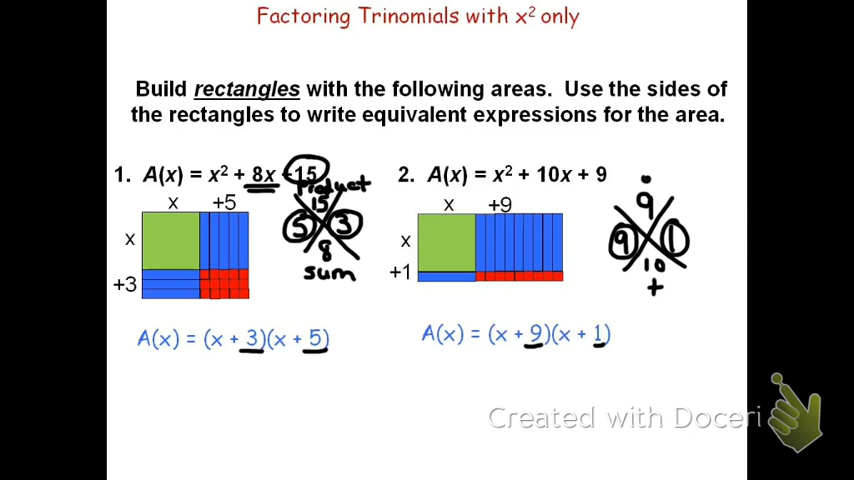 Factoring Trinomials with x² only
Build rectangles with the following areas. Use the sides of
the rectangles to write equivalent expressions for the area.
1. A(x) = x² + 8x +15
product
15
5 3
8
sum
x +5
x
+3
A(x) = (x + 3)(x + 5)
2. A(x) = x² + 10x + 9
x +9
x
+1
9
9 1
10
+
A(x) = (x + 9)(x + 1)
Created with Doceri